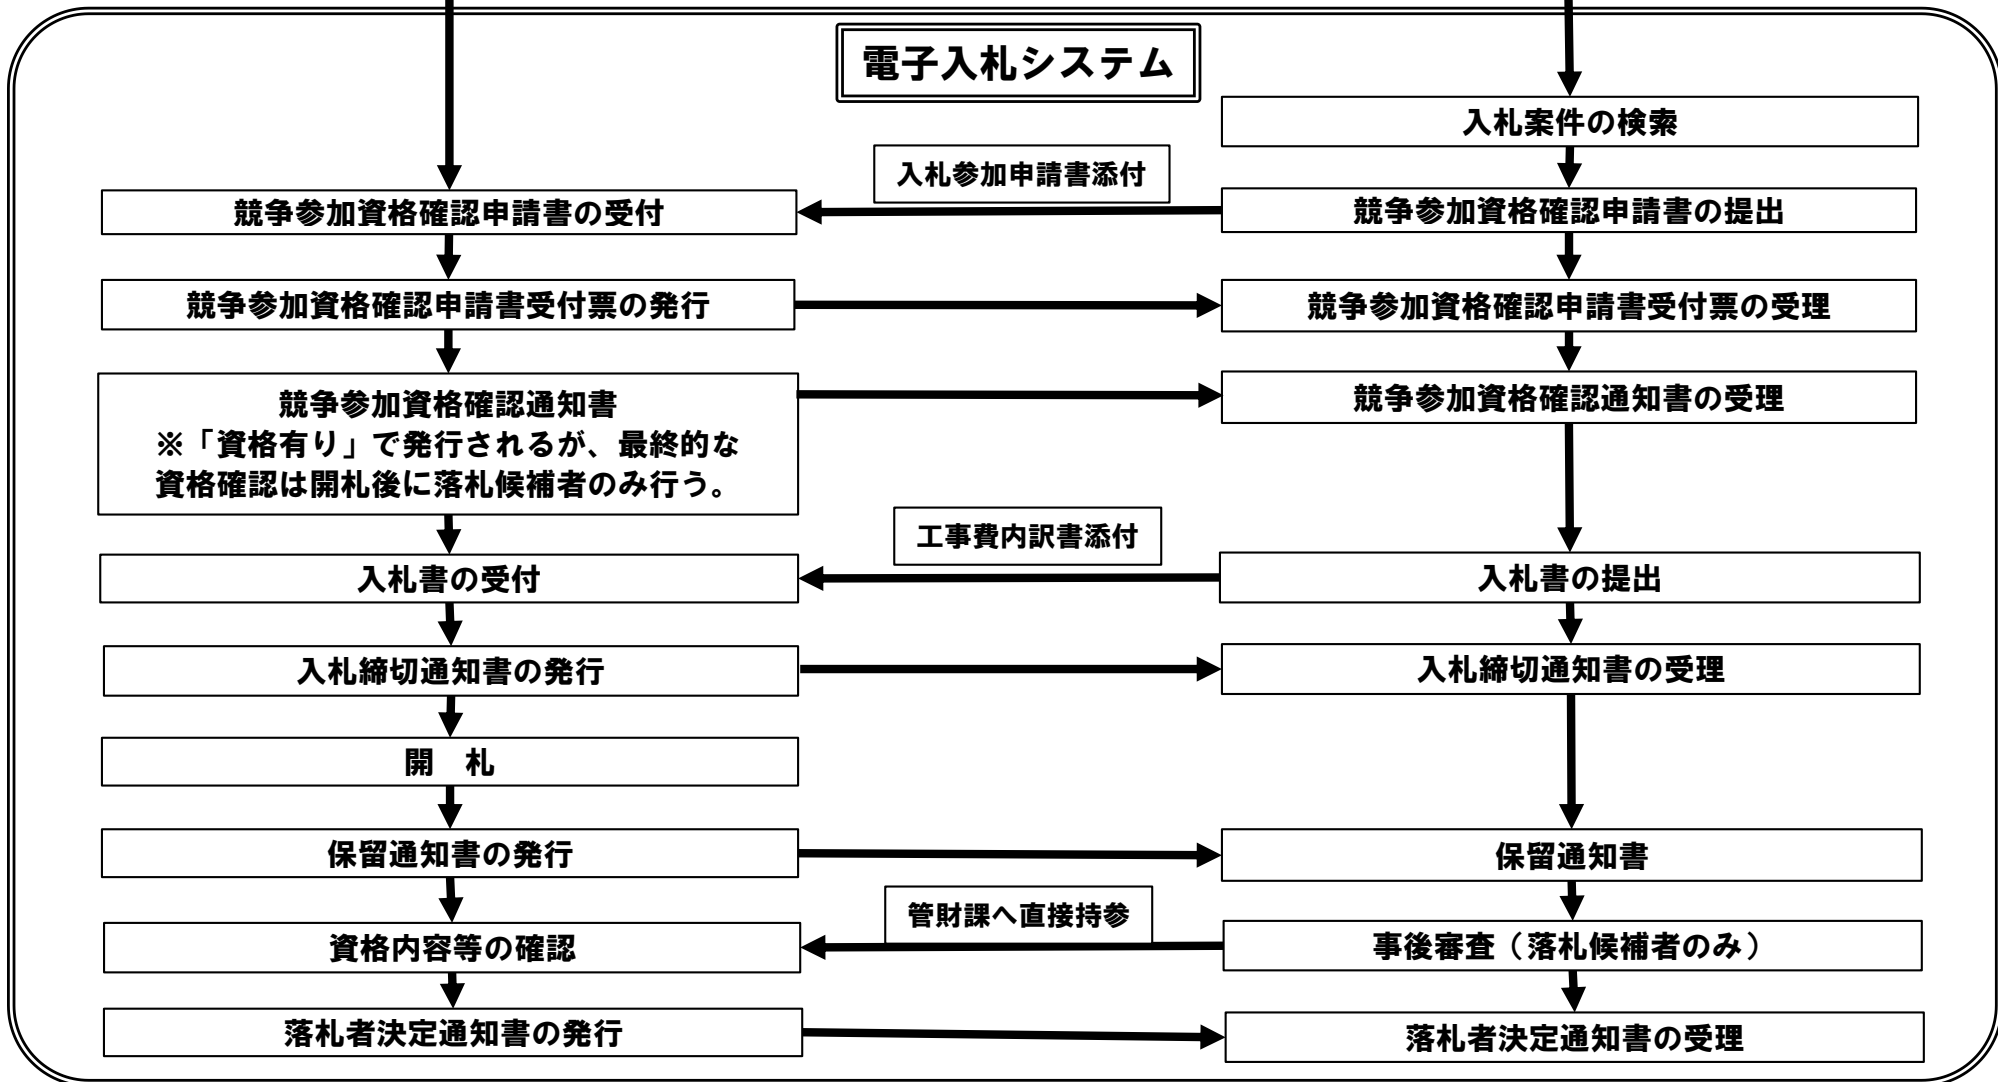 電子入札システム
入札案件の検索
入札参加申請書添付
競争参加資格確認申請書の受付
競争参加資格確認申請書の提出
競争参加資格確認申請書受付票の発行
競争参加資格確認申請書受付票の受理
競争参加資格確認通知書
※「資格有り」で発行されるが、最終的な
資格確認は開札後に落札候補者のみ行う。
競争参加資格確認通知書の受理
工事費内訳書添付
入札書の受付
入札書の提出
入札締切通知書の発行
入札締切通知書の受理
開　札
保留通知書の発行
保留通知書
管財課へ直接持参
資格内容等の確認
事後審査（落札候補者のみ）
落札者決定通知書の発行
落札者決定通知書の受理